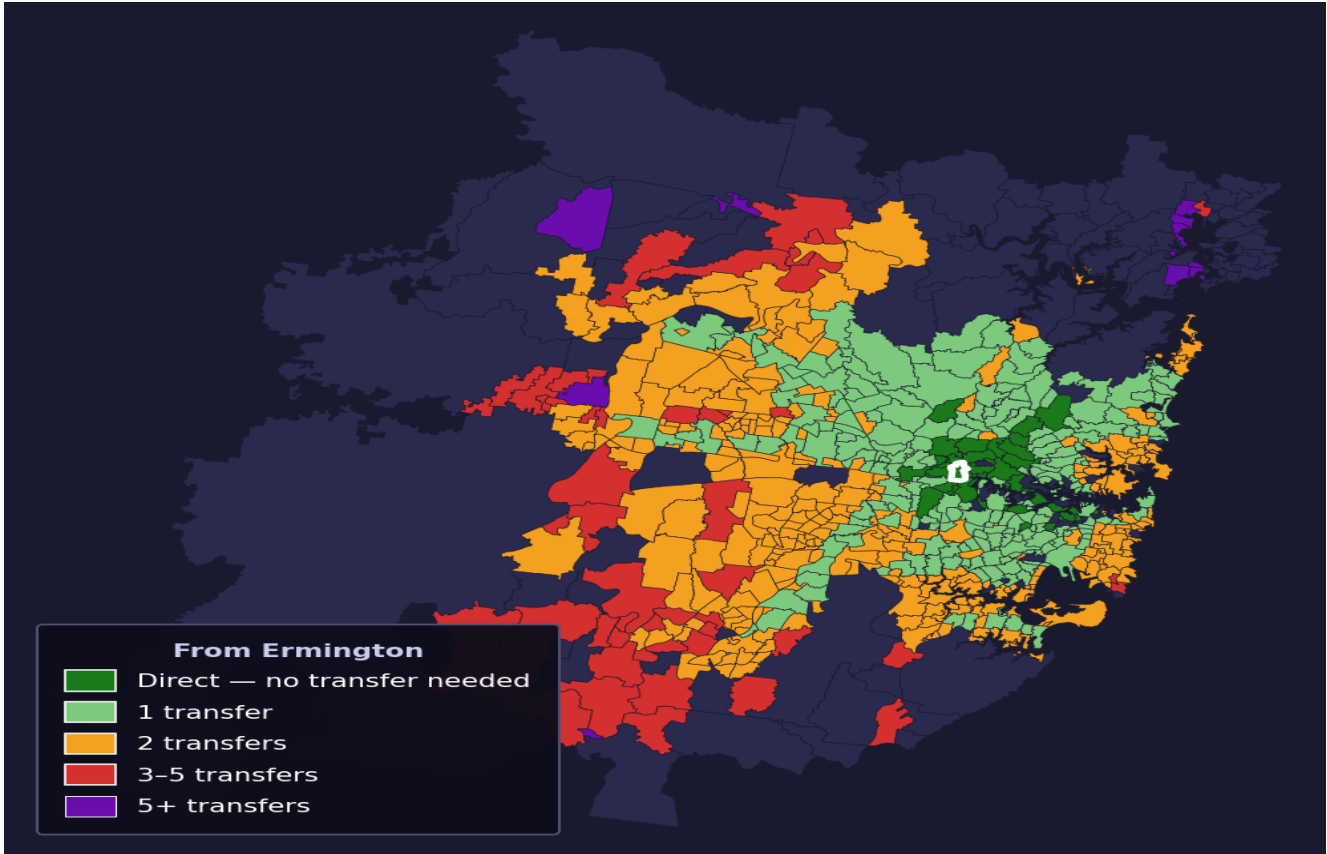 From Ermington
Direct — no transfer needed
1 transfer
2 transfers
3–5 transfers
5+ transfers